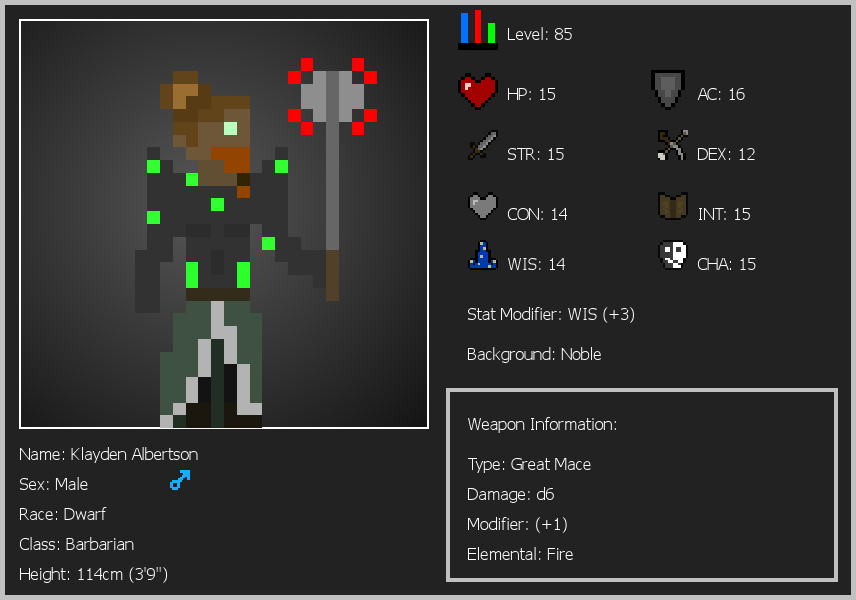 Level: 85
HP: 15
AC: 16
STR: 15
DEX: 12
CON: 14
INT: 15
WIS: 14
CHA: 15
Stat Modifier: WIS (+3)
Background: Noble
Weapon Information:
Type: Great Mace
Damage: d6
Modifier: (+1)
Elemental: Fire
Name: Klayden Albertson
Sex: Male
Race: Dwarf
Class: Barbarian
Height: 114cm (3'9")